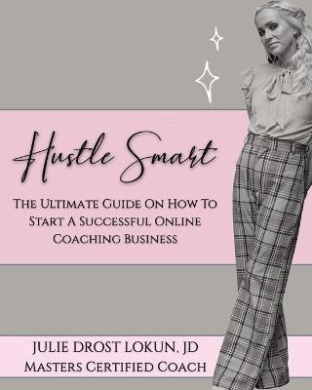 Hustle Smart
The Ultimate Guide On How To
Start A Successful Online
Coaching Business
JULIE DROST LOKUN, JD
Masters Certified Coach